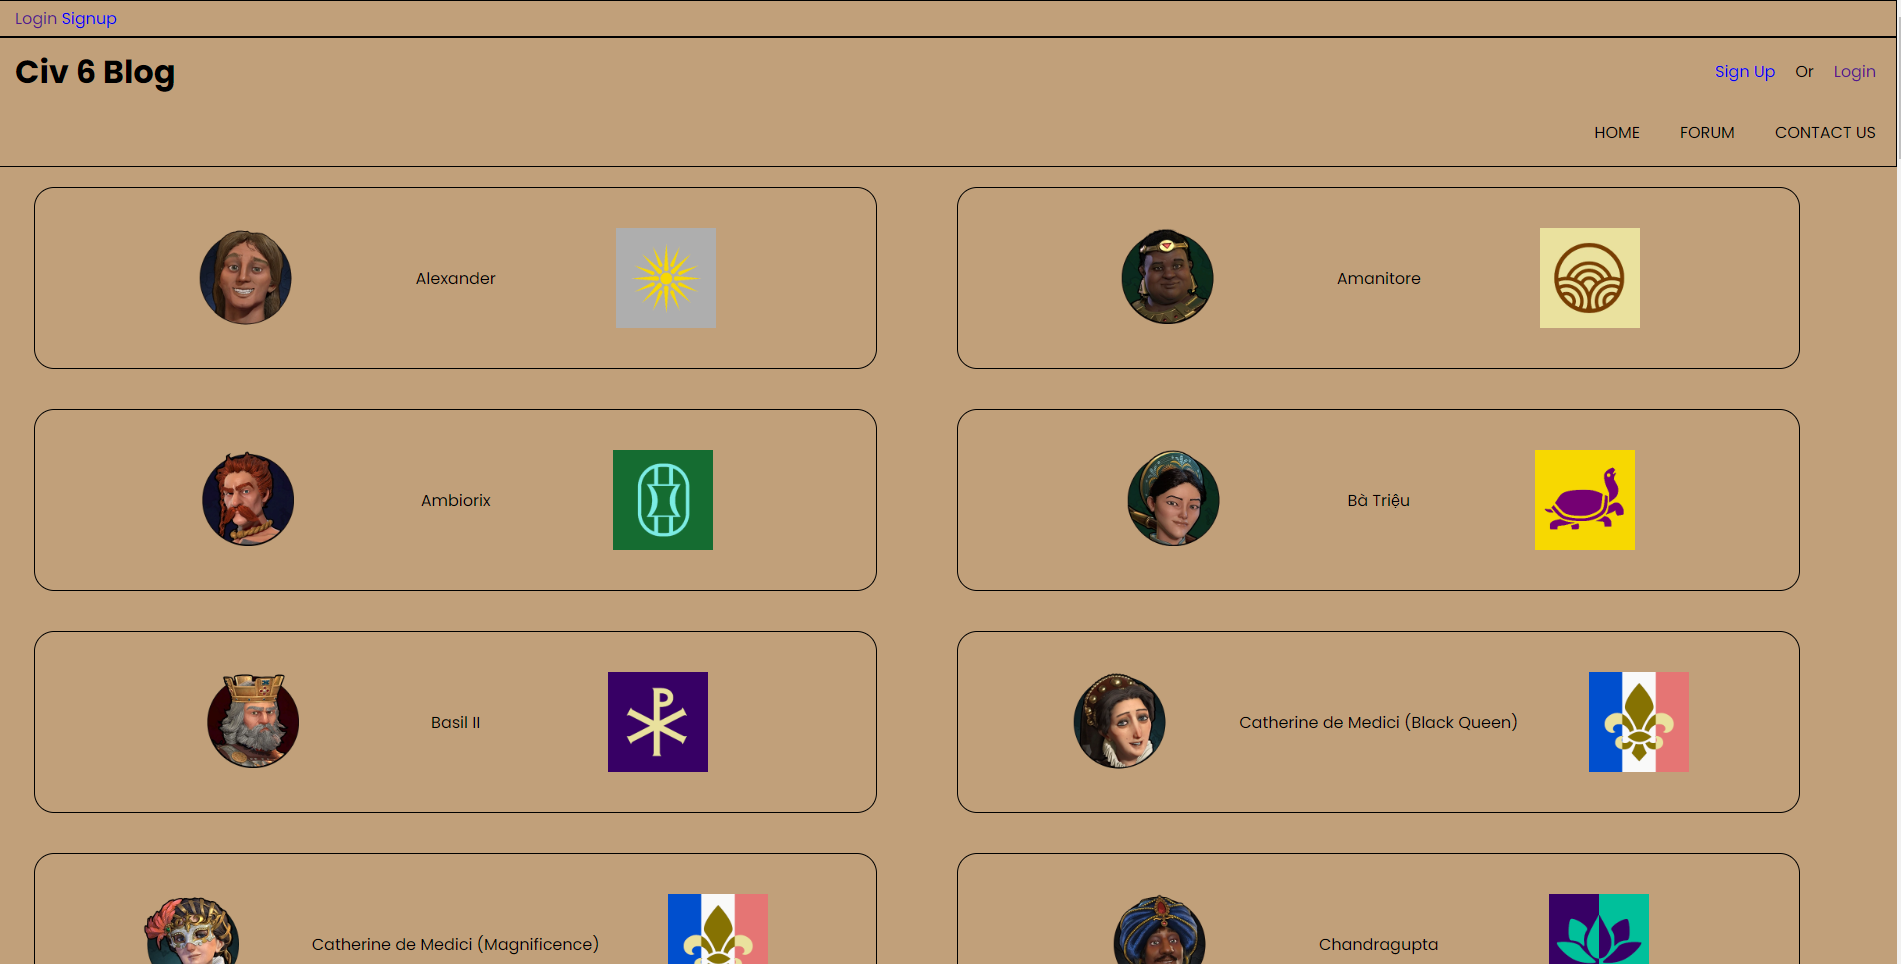 Login Signup
Civ 6 Blog
Sign Up Or Login
HOME FORUM CONTACT US
Alexander
Amanitore
Ambiorix
Bà Triệu
Basil II
Catherine de Medici (Black Queen)
Catherine de Medici (Magnificence)
Chandragupta